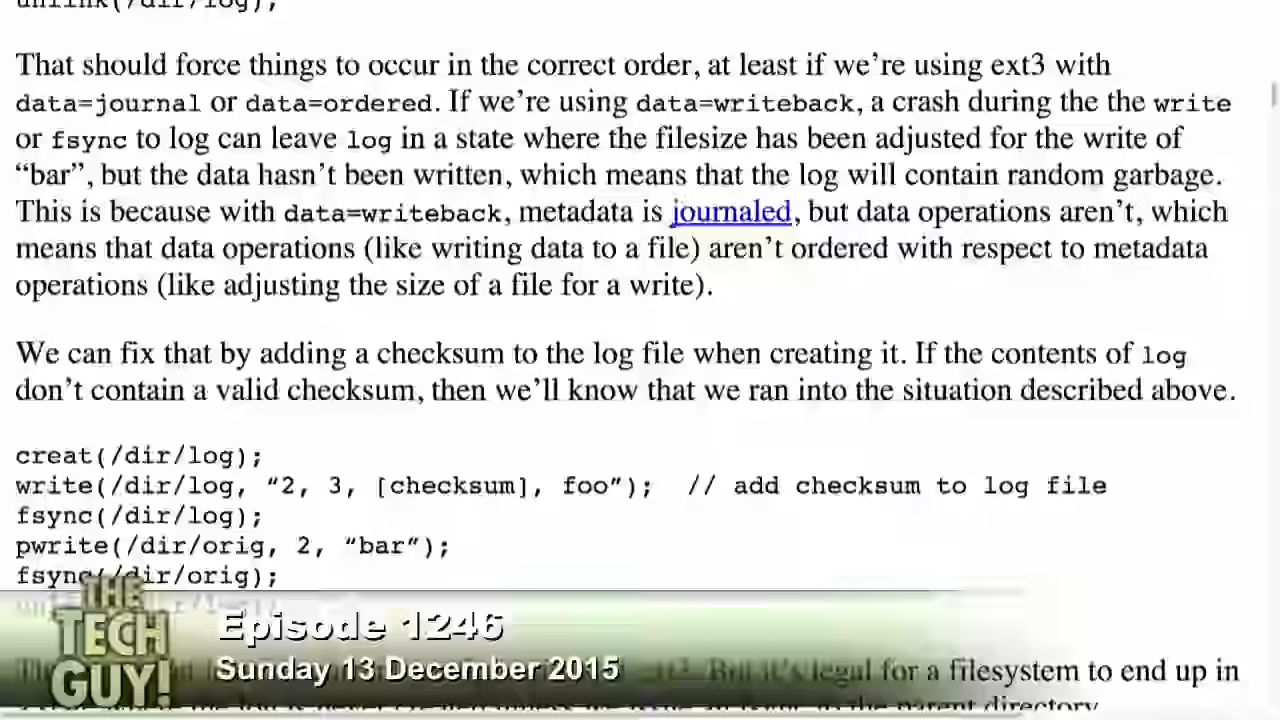 unlink(/dir/log);
That should force things to occur in the correct order, at least if we’re using ext3 with
data=journal or data=ordered. If we’re using data=writeback, a crash during the the write
or fsync to log can leave log in a state where the filesize has been adjusted for the write of
“bar”, but the data hasn’t been written, which means that the log will contain random garbage.
This is because with data=writeback, metadata is journaled, but data operations aren’t, which
means that data operations (like writing data to a file) aren’t ordered with respect to metadata
operations (like adjusting the size of a file for a write).
We can fix that by adding a checksum to the log file when creating it. If the contents of log
don’t contain a valid checksum, then we’ll know that we ran into the situation described above.
creat(/dir/log);
write(/dir/log, “2, 3, [checksum], foo”);  // add checksum to log file
fsync(/dir/log);
pwrite(/dir/orig, 2, “bar”);
fsync(/dir/orig);
THE
TECH
GUY!
Episode 1246
Sunday 13 December 2015
But it’s legal for a filesystem to end up in
the parent directory